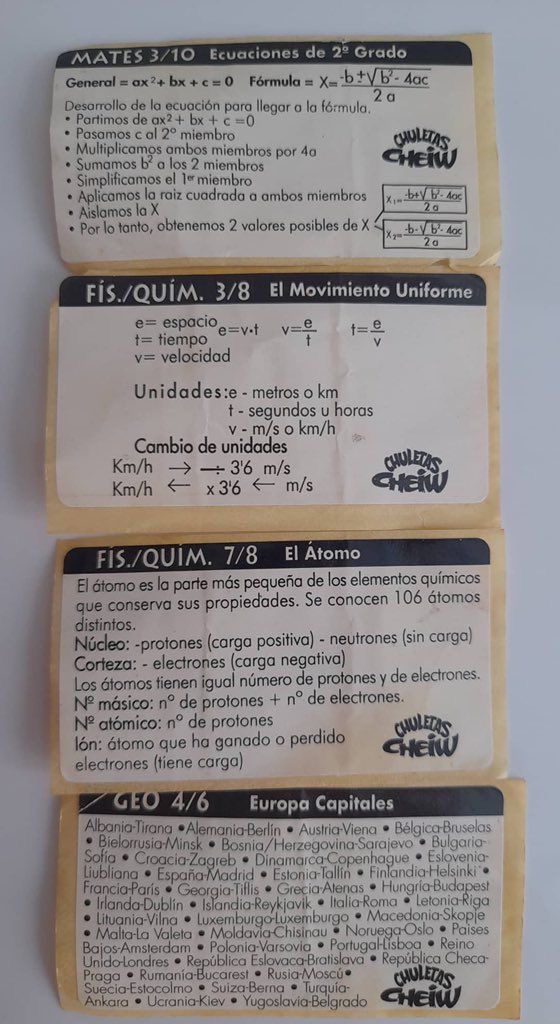 MATES 3/10 Ecuaciones de 2º Grado
General = ax²+ bx + c = 0 Fórmula = X= -b±√b²- 4ac / 2 a
Desarrollo de la ecuación para llegar a la fórmula.
• Partimos de ax² + bx + c =0
• Pasamos c al 2º miembro
• Multiplicamos ambos miembros por 4a
• Sumamos b² a los 2 miembros
• Simplificamos el 1er miembro
• Aplicamos la raiz cuadrada a ambos miembros
• Aislamos la X
• Por lo tanto, obtenemos 2 valores posibles de X
X₁= -b+√b²- 4ac / 2 a
X₂= -b-√b²- 4ac / 2 a
CHULETAS
CHEIW
FÍS./QUÍM. 3/8 El Movimiento Uniforme
e= espacio e=v·t v= e/t t= e/v
t= tiempo
v= velocidad
Unidades:e - metros o km
t - segundos u horas
v - m/s o km/h
Cambio de unidades
Km/h → ÷ 3'6 m/s
Km/h ← x 3'6 ← m/s
CHULETAS
CHEIW
FÍS./QUÍM. 7/8 El Átomo
El átomo es la parte más pequeña de los elementos químicos
que conserva sus propiedades. Se conocen 106 átomos
distintos.
Núcleo: -protones (carga positiva) - neutrones (sin carga)
Corteza: - electrones (carga negativa)
Los átomos tienen igual número de protones y de electrones.
Nº másico: nº de protones + nº de electrones.
Nº atómico: nº de protones
Ión: átomo que ha ganado o perdido
electrones (tiene carga)
CHULETAS
CHEIW
GEO 4/6 Europa Capitales
Albania-Tirana • Alemania-Berlín • Austria-Viena • Bélgica-Bruselas
• Bielorrusia-Minsk • Bosnia/Herzegovina-Sarajevo • Bulgaria-
Sofía • Croacia-Zagreb • Dinamarca-Copenhague • Eslovenia-
Liubliana • España-Madrid • Estonia-Tallín • Finlandia-Helsinki •
Francia-París • Georgia-Tiflis • Grecia-Atenas • Hungría-Budapest
• Irlanda-Dublín • Islandia-Reykjavik • Italia-Roma • Letonia-Riga
• Lituania-Vilna • Luxemburgo-Luxemburgo • Macedonia-Skopje
• Malta-La Valeta • Moldavia-Chisinau • Noruega-Oslo • Países
Bajos-Amsterdam • Polonia-Varsovia • Portugal-Lisboa • Reino
Unido-Londres • República Eslovaca-Bratislava • República Checa-
Praga • Rumanía-Bucarest • Rusia-Moscú •
Suecia-Estocolmo • Suiza-Berna • Turquía-
Ankara • Ucrania-Kiev • Yugoslavia-Belgrado
CHULETAS
CHEIW